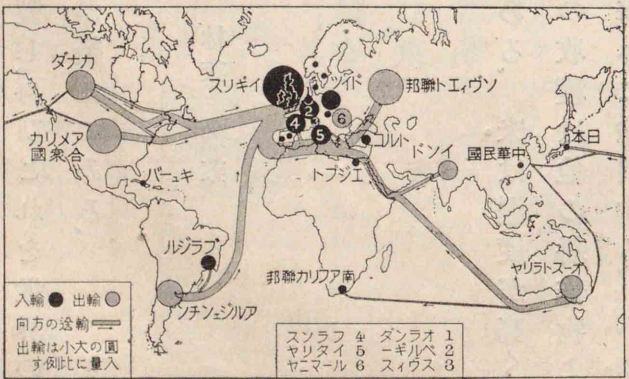 カナダ
イギリス
ドイツ
ソヴィエト聯邦
アメリカ
合衆國
キューバ
トルコ
エジプト
インド
中華民國
日本
ブラジル
アルゼンチン
南アフリカ聯邦
オーストラリヤ
2
4
5
6
輸出 輸入
輸送の方向
圓の大小は輸出
入量に比例す
1 オランダ 4 フランス
2 ベルギー 5 イタリヤ
3 スウィス 6 ルーマニヤ